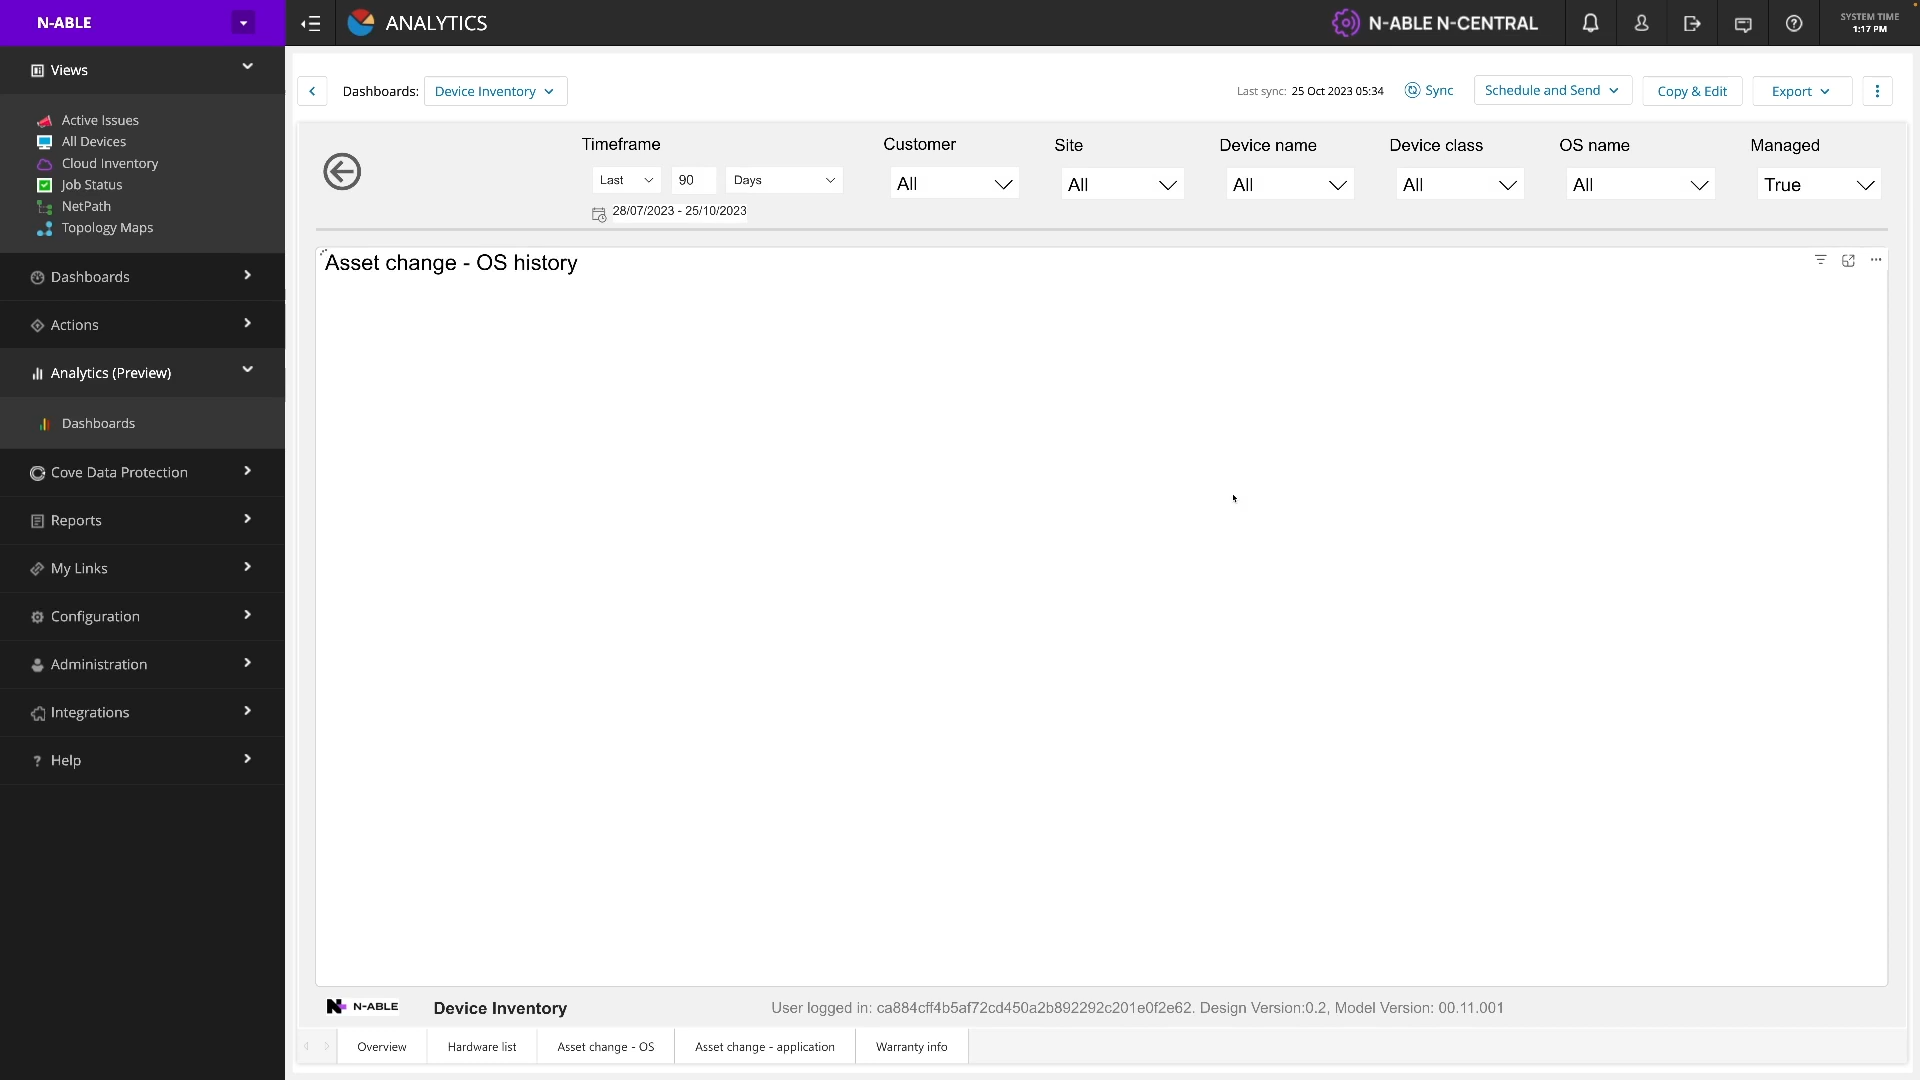 N-ABLE
ANALYTICS
N-ABLE N-CENTRAL
SYSTEM TIME
1:17 PM
Views
Active Issues
All Devices
Cloud Inventory
Job Status
NetPath
Topology Maps
Dashboards
Actions
Analytics (Preview)
Dashboards
Cove Data Protection
Reports
My Links
Configuration
Administration
Integrations
Help
Dashboards: Device Inventory
Last sync: 25 Oct 2023 05:34 Sync Schedule and Send Copy & Edit Export
Timeframe Customer Site Device name Device class OS name Managed
Last 90 Days All All All All All True
28/07/2023 - 25/10/2023
Asset change - OS history
N-ABLE Device Inventory User logged in: ca884cff4b5af72cd450a2b892292c201e0f2e62. Design Version:0.2, Model Version: 00.11.001
Overview Hardware list Asset change - OS Asset change - application Warranty info